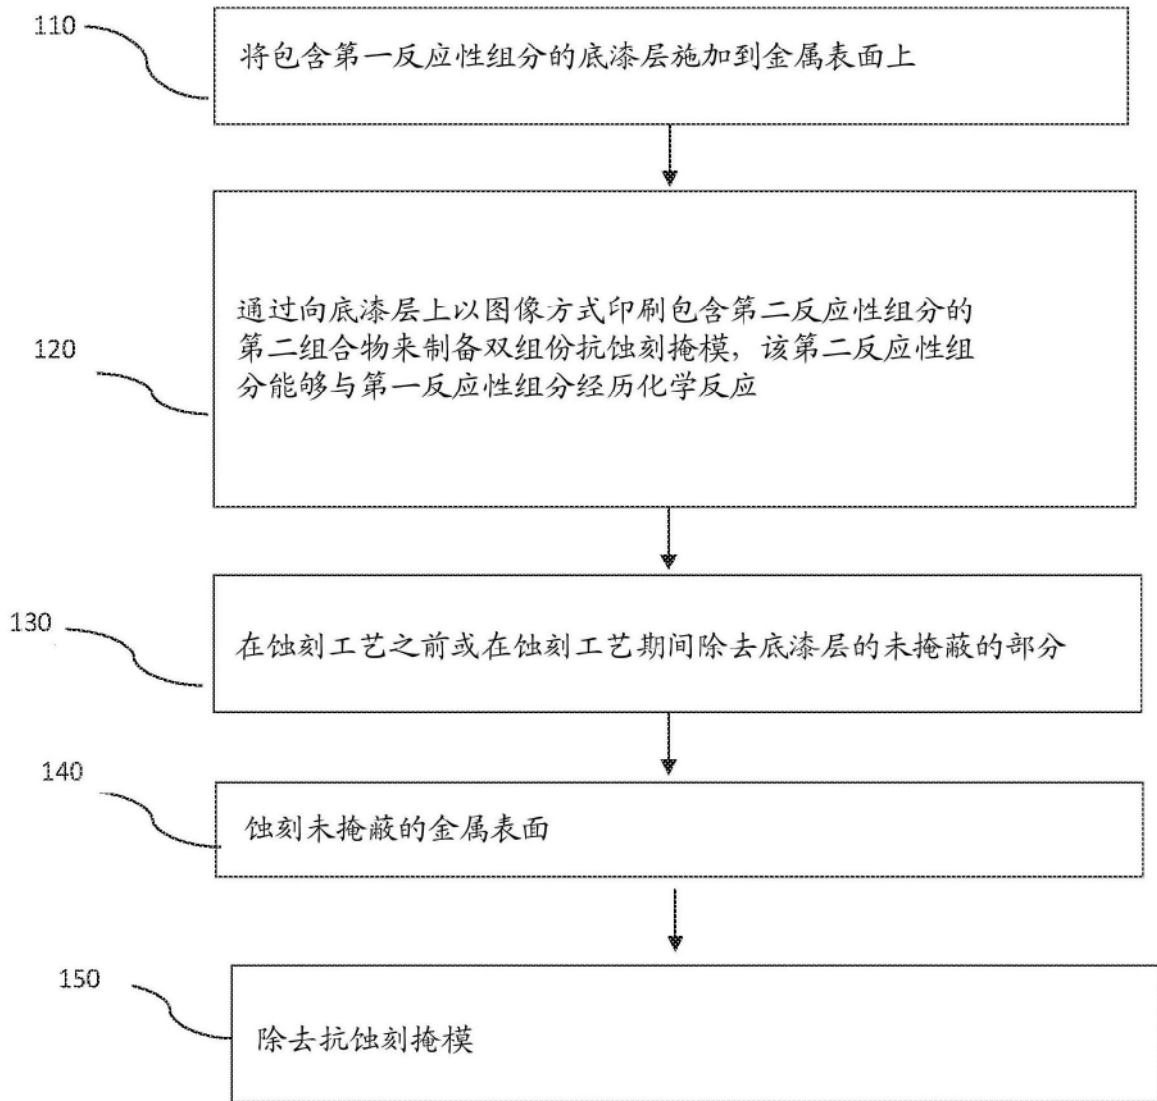 110
将包含第一反应性组分的底漆层施加到金属表面上
120
通过向底漆层上以图像方式印刷包含第二反应性组分的
第二组合物来制备双组份抗蚀刻掩模，该第二反应性组
分能够与第一反应性组分经历化学反应
130
在蚀刻工艺之前或在蚀刻工艺期间除去底漆层的未掩蔽的部分
140
蚀刻未掩蔽的金属表面
150
除去抗蚀刻掩模